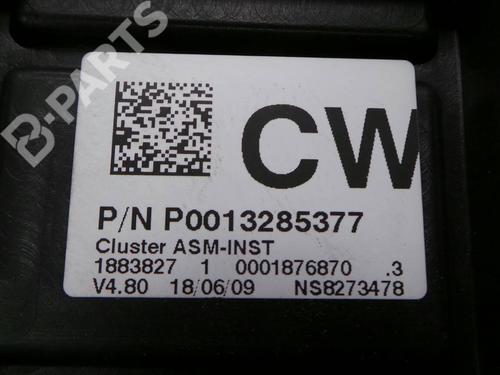 B-PARTS
CW
P/N P0013285377
Cluster ASM-INST
1883827 1 0001876870 .3
V4.80 18/06/09 NS8273478